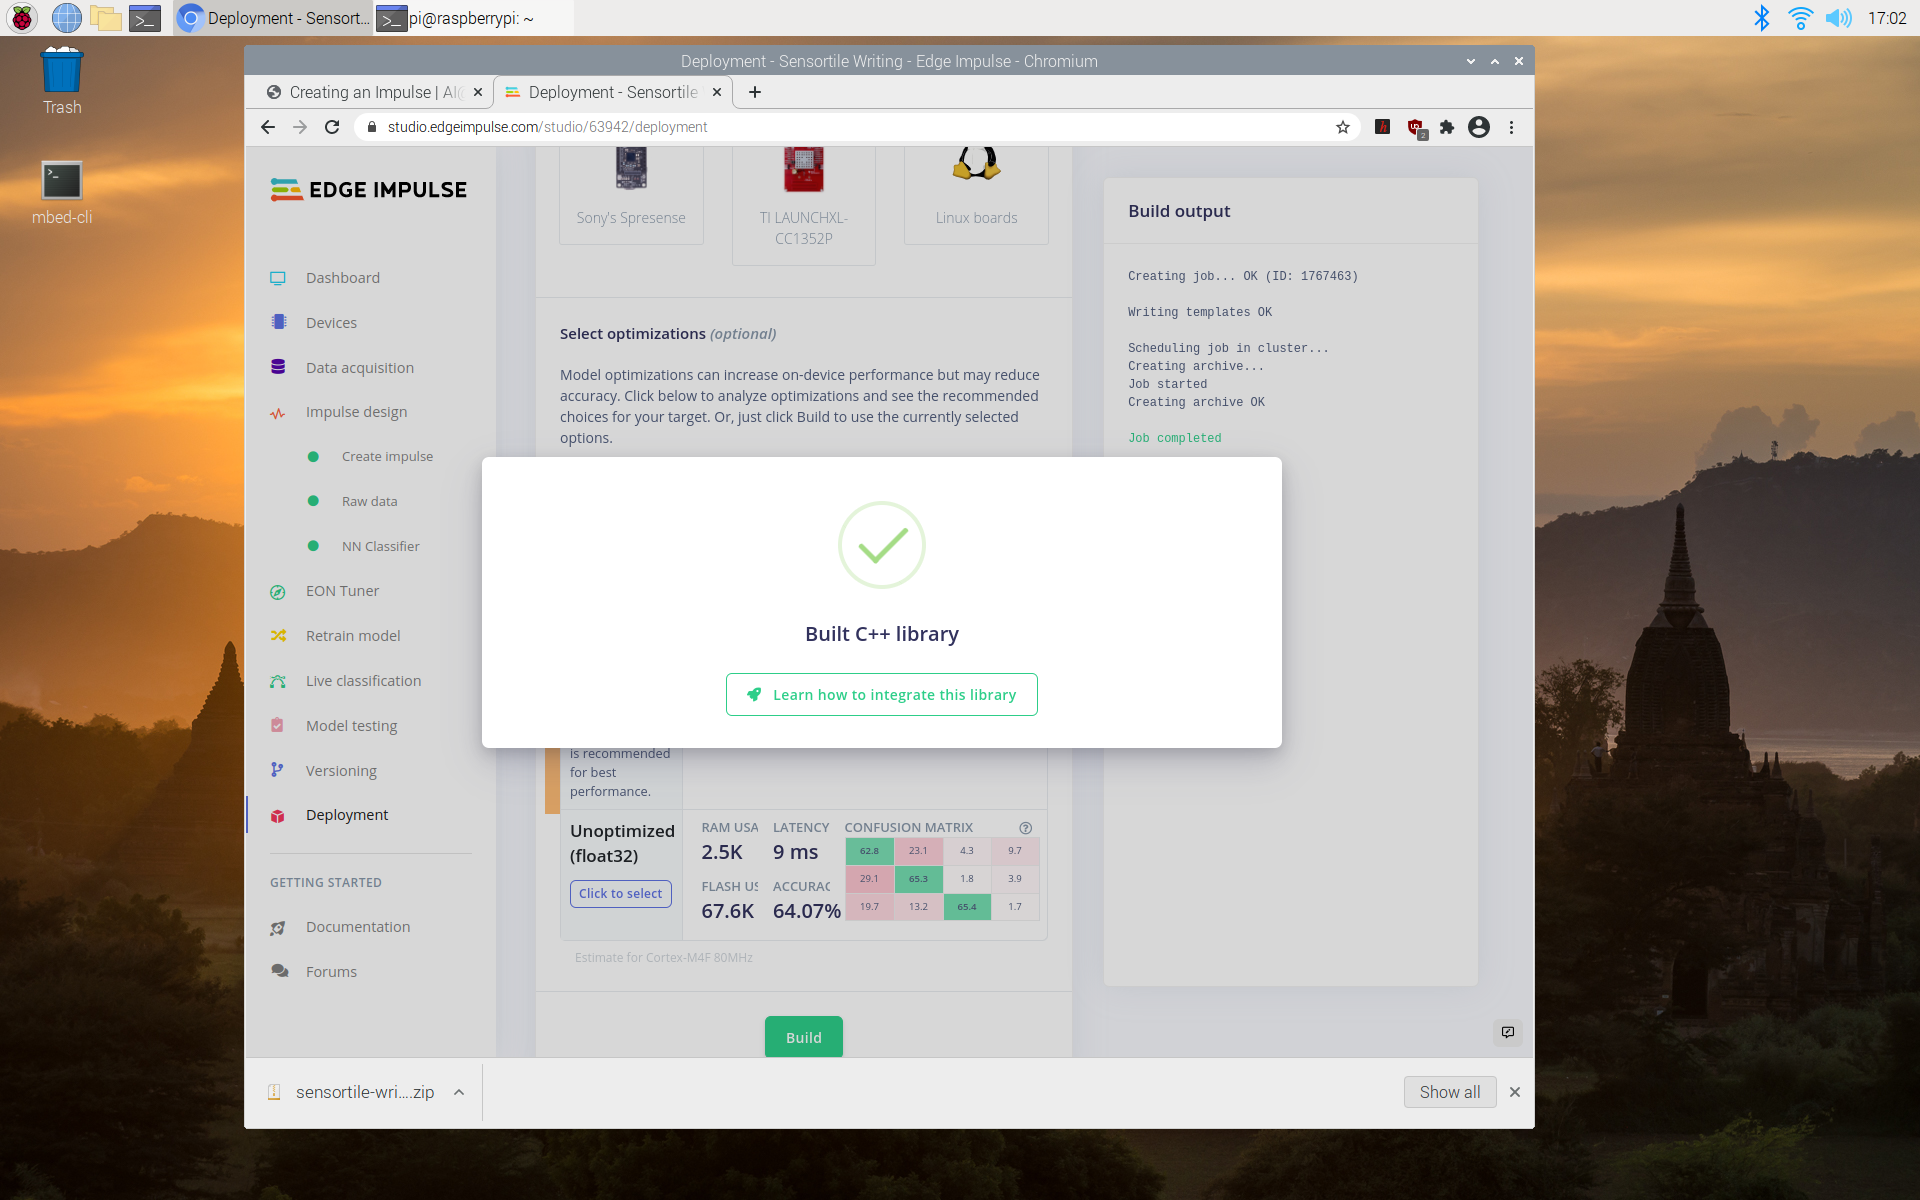 Deployment - Sensort...
pi@raspberrypi: ~
17:02
Trash
mbed-cli
Deployment - Sensortile Writing - Edge Impulse - Chromium
Creating an Impulse | AI@
Deployment - Sensortile
studio.edgeimpulse.com/studio/63942/deployment
2
EDGE IMPULSE
Dashboard
Devices
Data acquisition
Impulse design
Create impulse
Raw data
NN Classifier
EON Tuner
Retrain model
Live classification
Model testing
Versioning
Deployment
GETTING STARTED
Documentation
Forums
Sony's Spresense
TI LAUNCHXL-
CC1352P
Linux boards
Select optimizations (optional)
Model optimizations can increase on-device performance but may reduce
accuracy. Click below to analyze optimizations and see the recommended
choices for your target. Or, just click Build to use the currently selected
options.
Built C++ library
Learn how to integrate this library
is recommended
for best
performance.
Unoptimized
(float32)
Click to select
RAM USA
LATENCY
CONFUSION MATRIX
2.5K
9 ms
FLASH US
ACCURAC
67.6K
64.07%
62.8 23.1 4.3 9.7
29.1 65.3 1.8 3.9
19.7 13.2 65.4 1.7
Estimate for Cortex-M4F 80MHz
Build
Build output
Creating job... OK (ID: 1767463)
Writing templates OK
Scheduling job in cluster...
Creating archive...
Job started
Creating archive OK
Job completed
sensortile-wri....zip
Show all